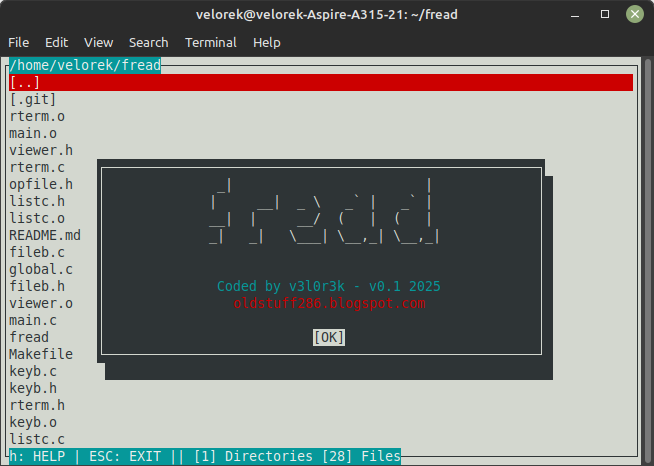 velorek@velorek-Aspire-A315-21: ~/fread
File Edit View Search Terminal Help
/home/velorek/fread
[..]
[.git]
rterm.o
main.o
viewer.h
rterm.c
opfile.h
listc.h
listc.o
README.md
fileb.c
global.c
fileb.h
viewer.o
main.c
fread
Makefile
keyb.c
keyb.h
rterm.h
keyb.o
listc.c
fread
Coded by v3l0r3k - v0.1 2025
oldstuff286.blogspot.com
[OK]
h: HELP | ESC: EXIT || [1] Directories [28] Files